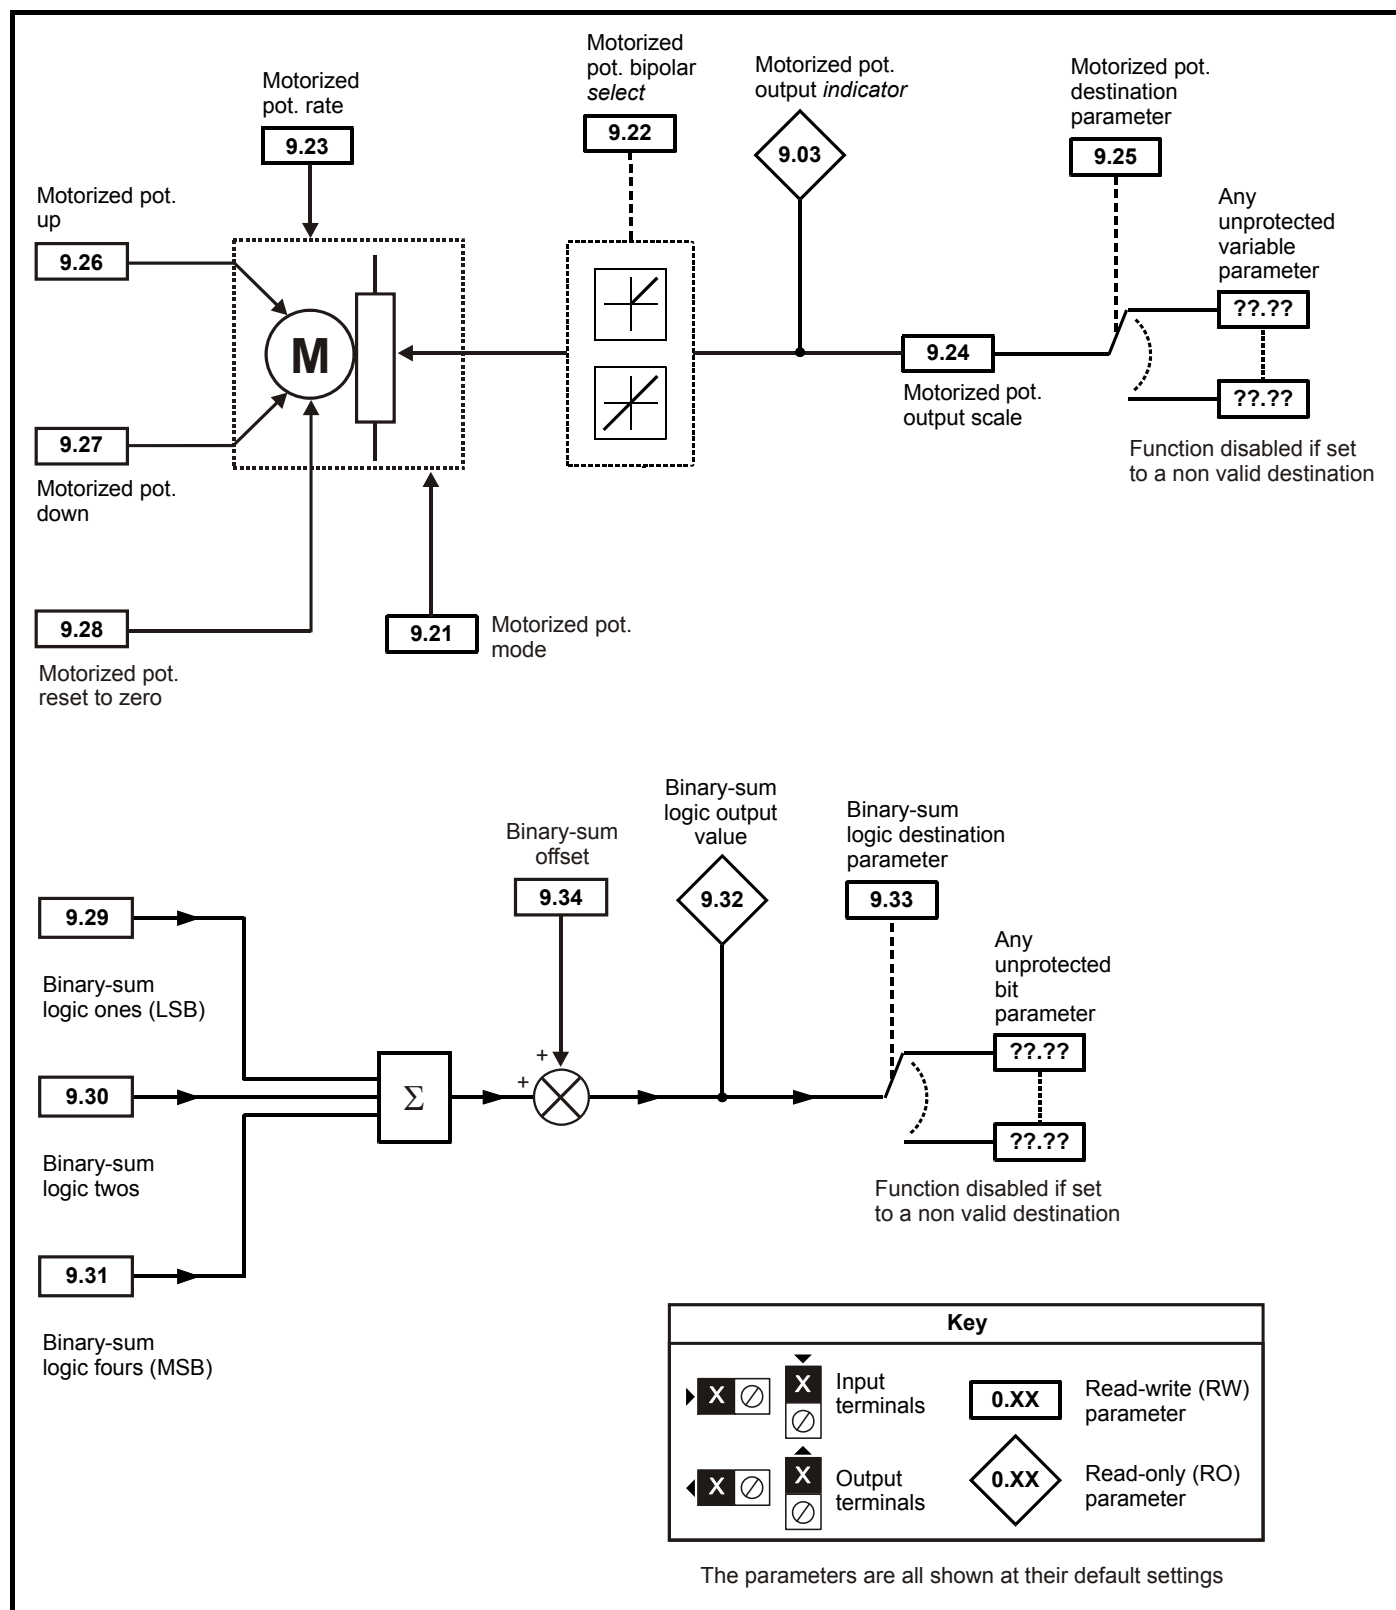 Motorized
pot. rate
9.23
Motorized
pot. bipolar
select
9.22
Motorized pot.
output indicator
9.03
Motorized pot.
destination
parameter
9.25
Motorized pot.
up
9.26
Any
unprotected
variable
parameter
??.??
M
9.24
Motorized pot.
output scale
??.??
Function disabled if set
to a non valid destination
9.27
Motorized pot.
down
9.28
Motorized pot.
reset to zero
9.21
Motorized pot.
mode
Binary-sum
offset
9.34
Binary-sum
logic output
value
9.32
Binary-sum
logic destination
parameter
9.33
9.29
Binary-sum
logic ones (LSB)
Any
unprotected
bit
parameter
??.??
+
+
Σ
9.30
Binary-sum
logic twos
??.??
Function disabled if set
to a non valid destination
9.31
Binary-sum
logic fours (MSB)
Key
X
X
Input
terminals
0.XX
Read-write (RW)
parameter
X
X
Output
terminals
0.XX
Read-only (RO)
parameter
The parameters are all shown at their default settings